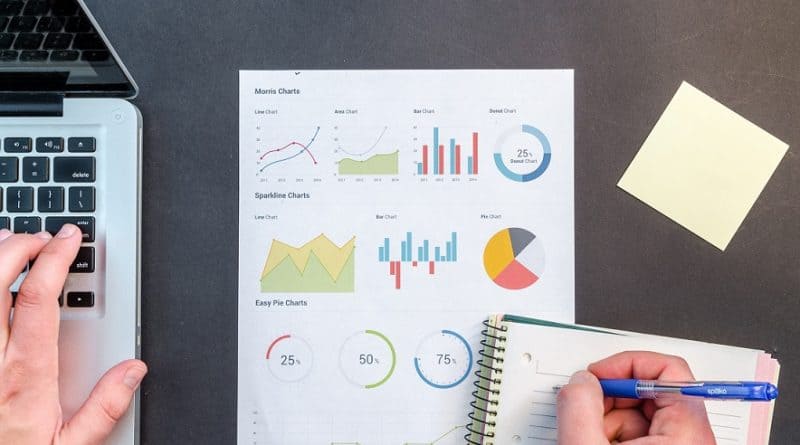 Morris Charts
Line Chart
Area Chart
Bar Chart
Donut Chart
25%
Donut Chart
Sparkline Charts
Line Chart
Bar Chart
Pie Chart
Easy Pie Charts
25%
50%
75%
delete
enter
shift